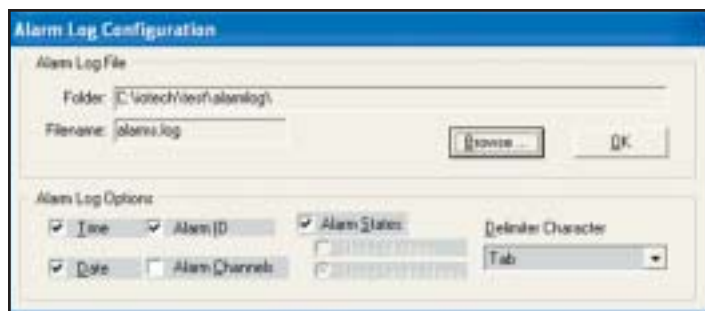 Alarm Log Configuration
Alarm Log File
Folder: C:\iotech\test\alarmlog\
Filename: alarms.log
Browse... OK
Alarm Log Options
Time Alarm ID Alarm States Delimiter Character
Tab
Date Alarm Channels